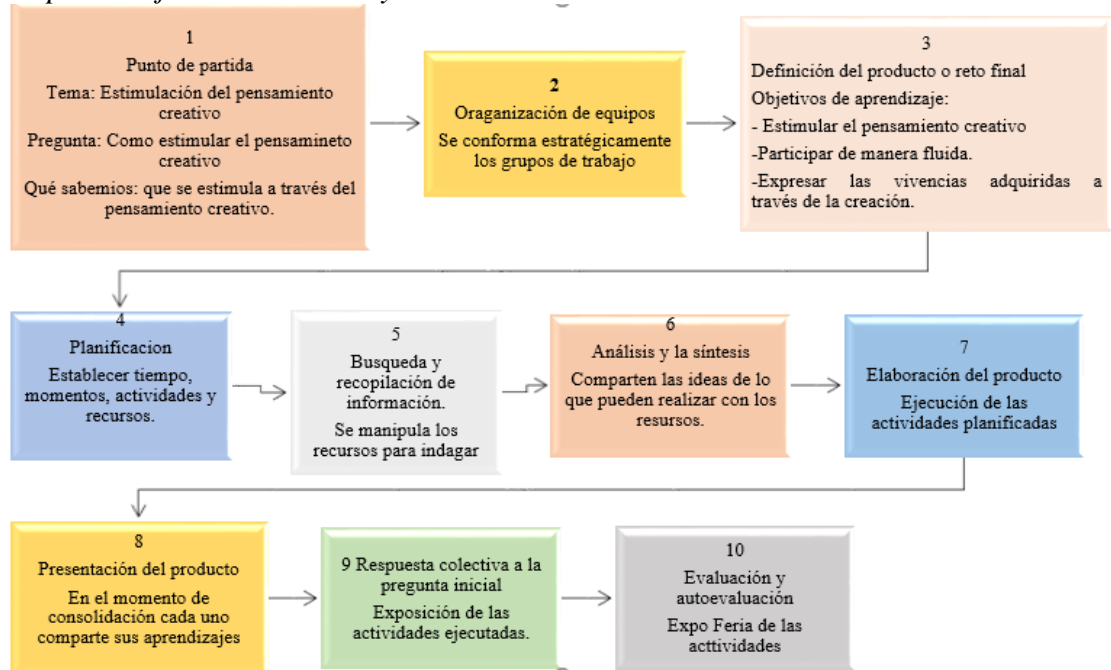 1
Punto de partida
Tema: Estimulación del pensamiento
creativo
Pregunta: Como estimular el pensamineto
creativo
Qué sabemios: que se estimula a través del
pensamiento creativo.
2
Oraganización de equipos
Se conforma estratégicamente
los grupos de trabajo
3
Definición del producto o reto final
Objetivos de aprendizaje:
- Estimular el pensamiento creativo
-Participar de manera fluida.
-Expresar las vivencias adquiridas a
través de la creación.
4
Planificacion
Establecer tiempo,
momentos, actividades y
recursos.
5
Busqueda y
recopilación de
información.
Se manipula los
recursos para indagar
6
Análisis y la síntesis
Comparten las ideas de lo
que pueden realizar con los
resursos.
7
Elaboración del producto
Ejecución de las
actividades planificadas
8
Presentación del producto
En el momento de
consolidación cada uno
comparte sus aprendizajes
9 Respuesta colectiva a la
pregunta inicial
Exposición de las
actividades ejecutadas.
10
Evaluación y
autoevaluación
Expo Feria de las
acttividades